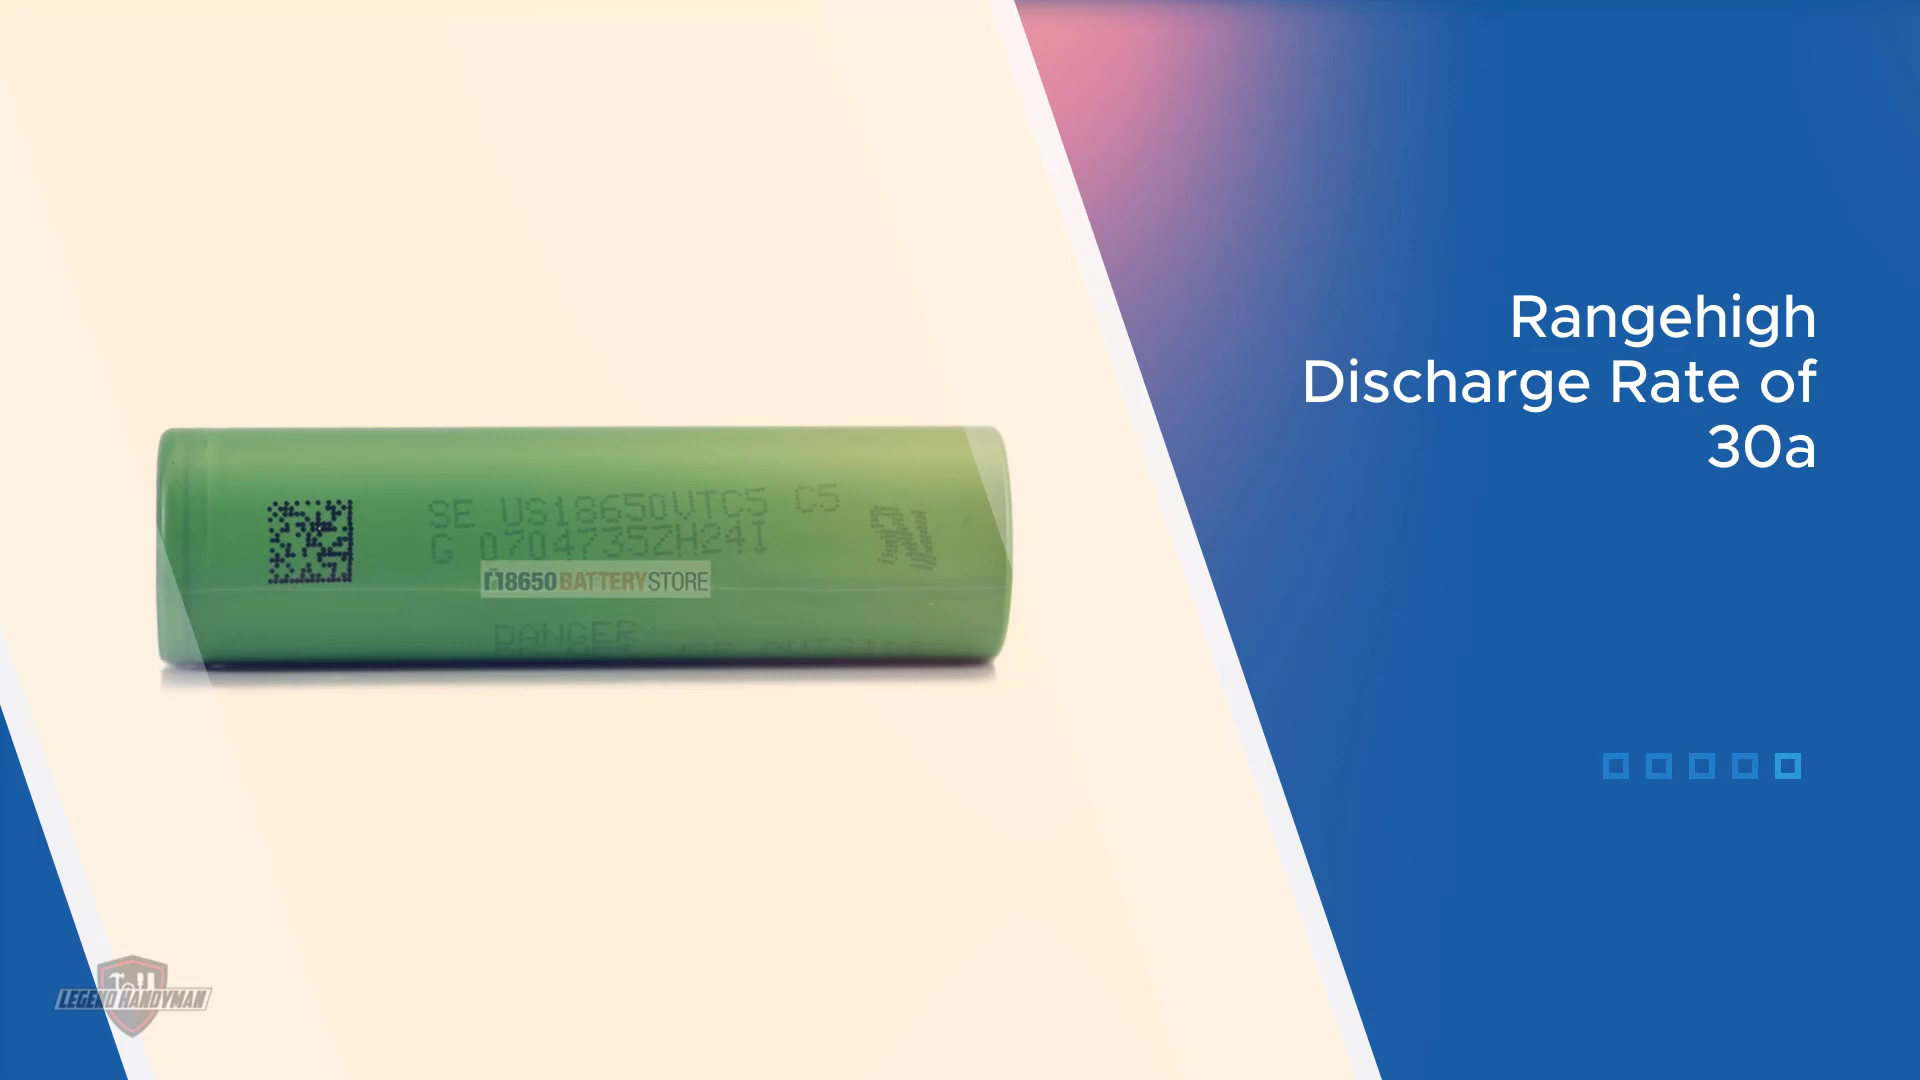 Rangehigh
Discharge Rate of
30a
SE US18650VTC5 C5
G 0704735ZH24I
18650BATTERYSTORE
DANGER
LEGEND HANDYMAN